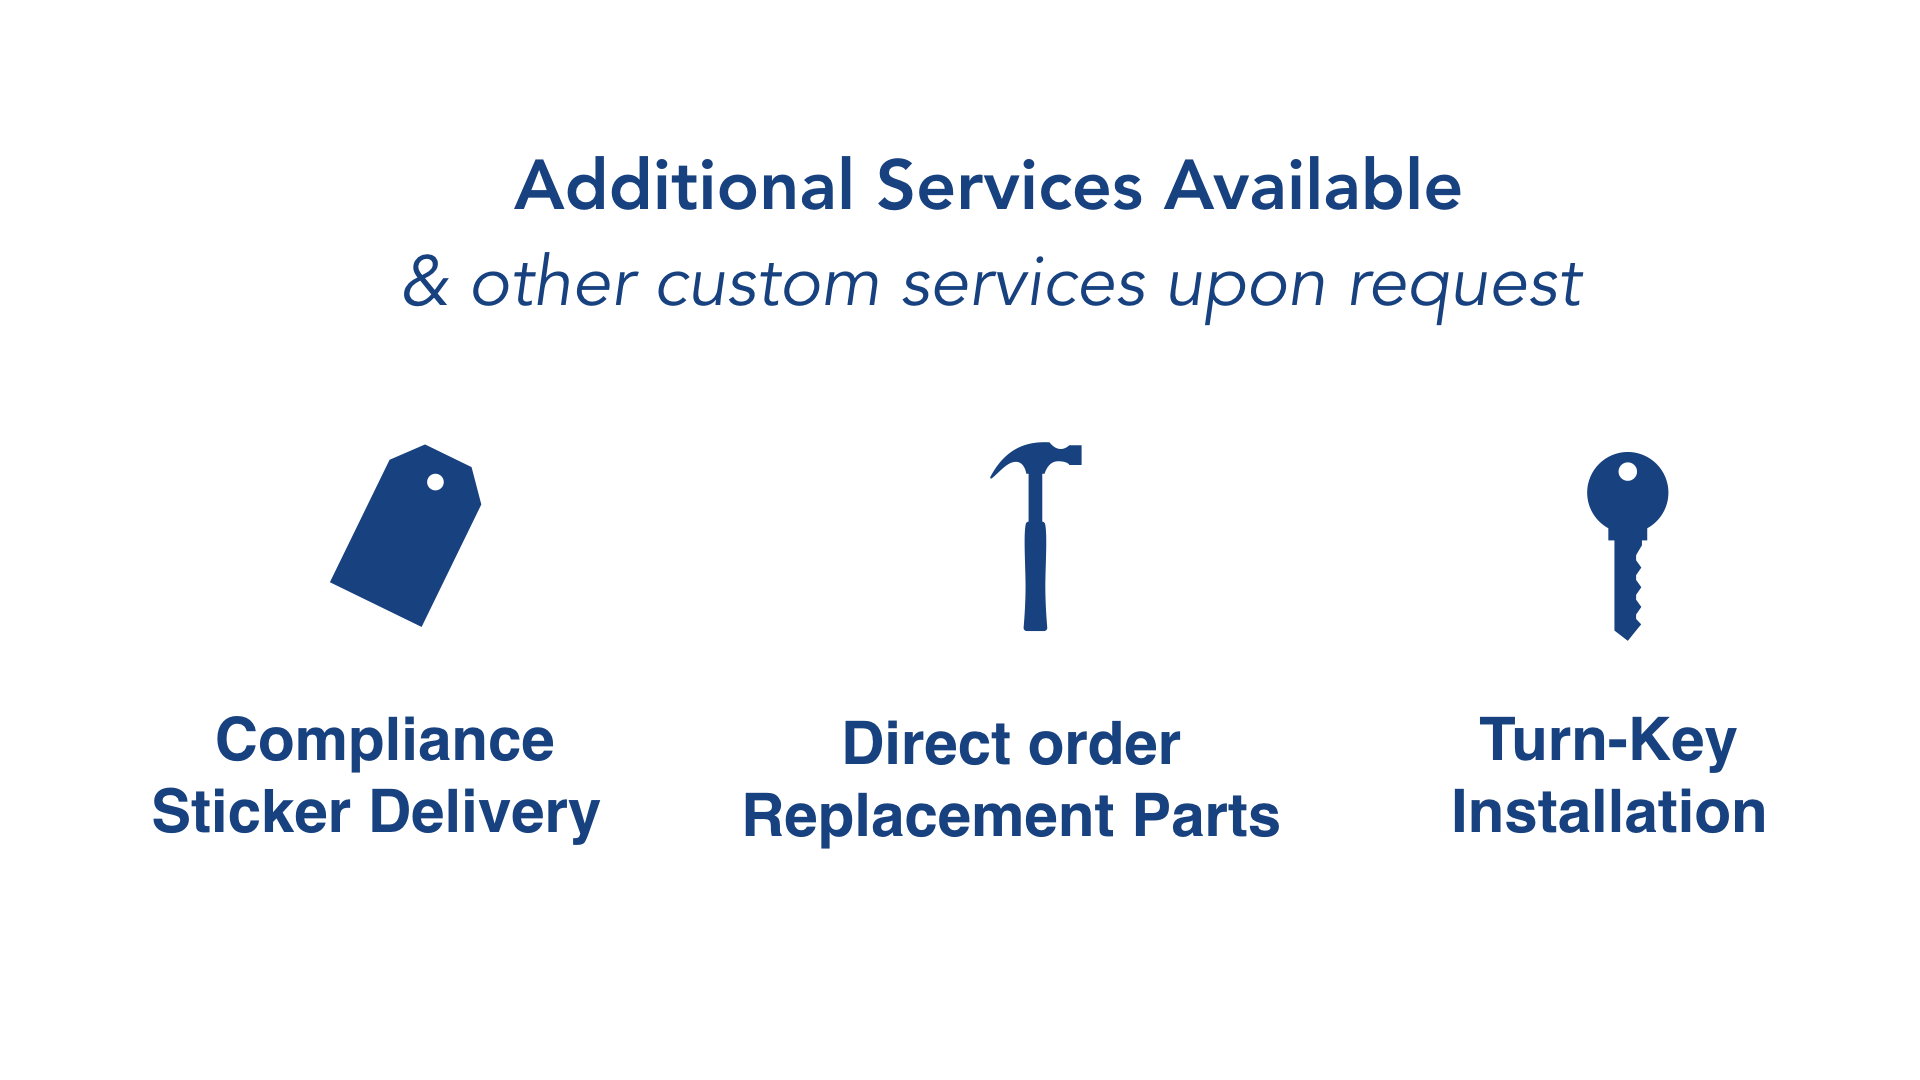 Additional Services Available
& other custom services upon request
Compliance
Sticker Delivery
Direct order
Replacement Parts
Turn-Key
Installation